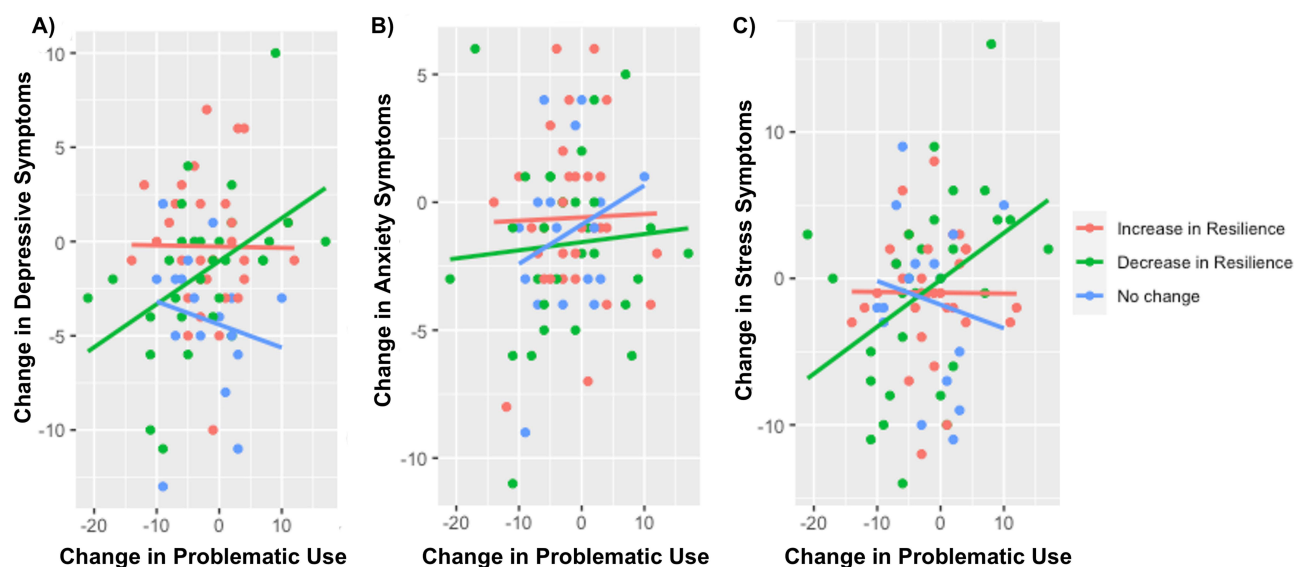 A)
Change in Depressive Symptoms
10
5
0
-5
-10
-20
-10
0
10
Change in Problematic Use
B)
Change in Anxiety Symptoms
5
0
-5
-10
-20
-10
0
10
Change in Problematic Use
C)
Change in Stress Symptoms
10
0
-10
-20
-10
0
10
Change in Problematic Use
Increase in Resilience
Decrease in Resilience
No change